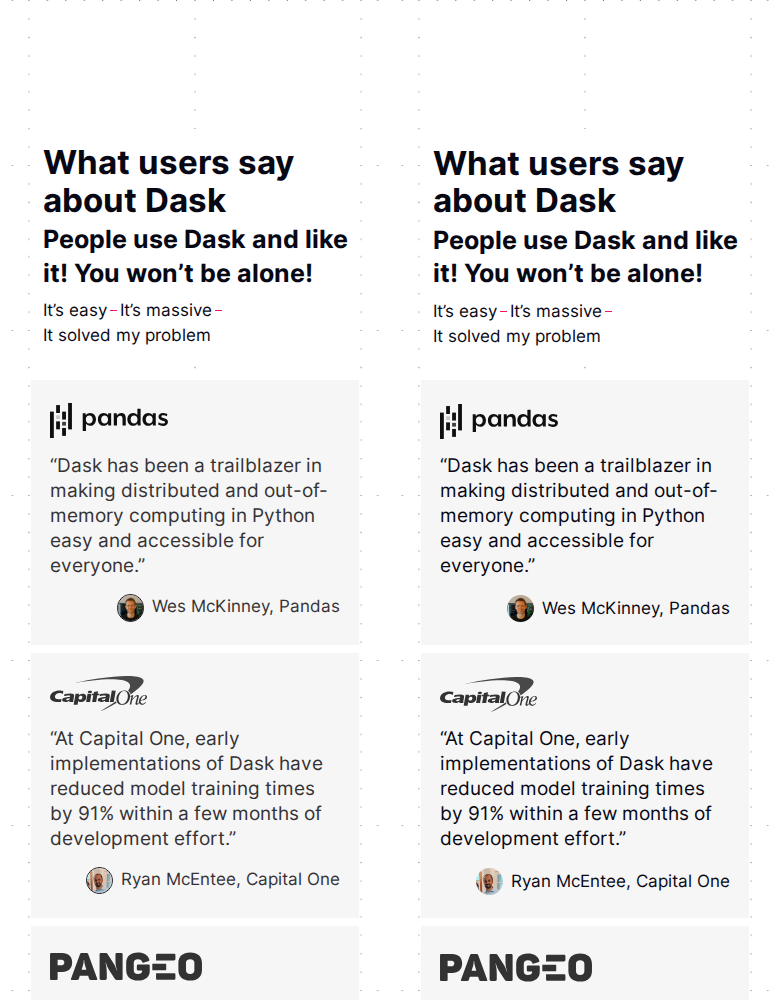 What users say
about Dask
People use Dask and like
it! You won’t be alone!
It’s easy – It’s massive –
It solved my problem
pandas
“Dask has been a trailblazer in
making distributed and out-of-
memory computing in Python
easy and accessible for
everyone.”
Wes McKinney, Pandas
CapitalOne
“At Capital One, early
implementations of Dask have
reduced model training times
by 91% within a few months of
development effort.”
Ryan McEntee, Capital One
PANGEO
What users say
about Dask
People use Dask and like
it! You won’t be alone!
It’s easy – It’s massive –
It solved my problem
pandas
“Dask has been a trailblazer in
making distributed and out-of-
memory computing in Python
easy and accessible for
everyone.”
Wes McKinney, Pandas
CapitalOne
“At Capital One, early
implementations of Dask have
reduced model training times
by 91% within a few months of
development effort.”
Ryan McEntee, Capital One
PANGEO